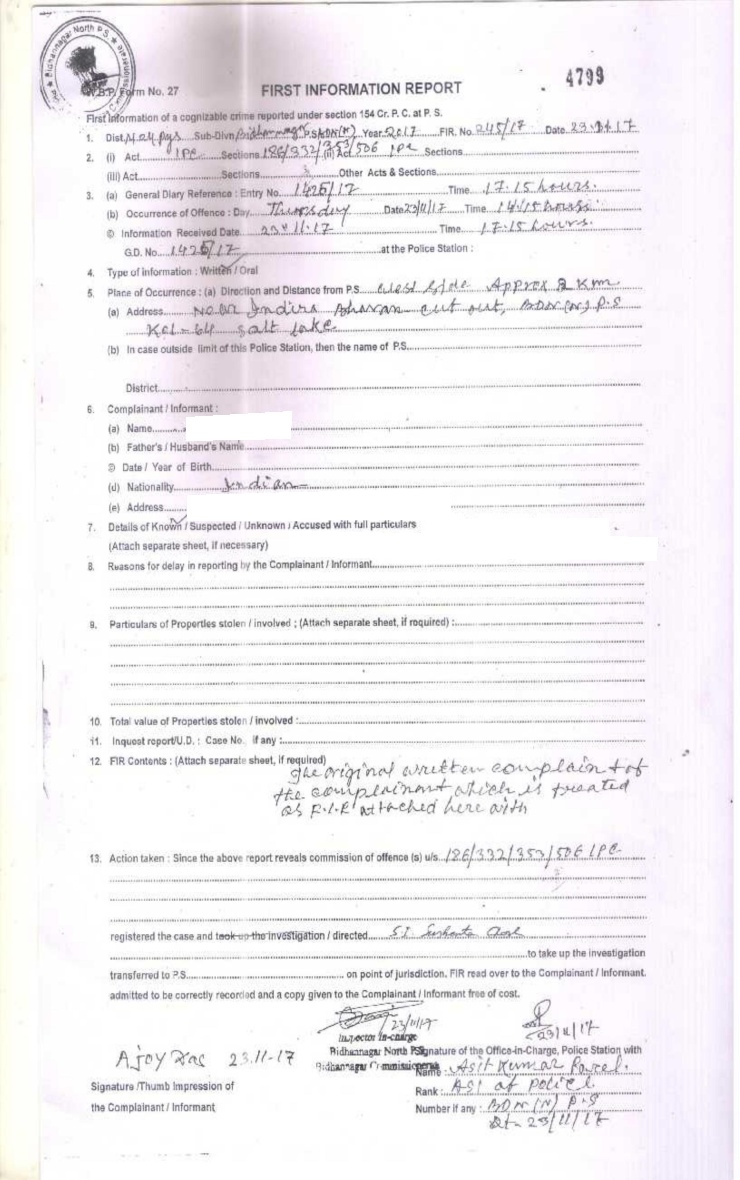 Bidhannagar North P.S.
W.B.P. Form No. 27
FIRST INFORMATION REPORT
4799
First Information of a cognizable crime reported under section 154 Cr. P. C. at P. S.
1. Dist. N. 24 pgs Sub-Divn Bidhannagar P.S. BDN(N) Year 2017 FIR. No. 245/17 Date 23.11.17
2. (i) Act IPC Sections 186/332/353/506 IPC (ii) Act Sections
(iii) Act Sections Other Acts & Sections
3. (a) General Diary Reference : Entry No. 1425/17 Time 17.15 hours.
(b) Occurrence of Offence : Day Thursday Date 23/11/17 Time 14.15 hours
© Information Received Date 23.11.17 Time 17.15 hours.
G.D. No. 1425/17 at the Police Station :
4. Type of information : Written / Oral
5. Place of Occurrence : (a) Direction and Distance from P.S. West Side Approx 2 Km
(a) Address Near Indira Bhavan cut out, BDN (N) P.S
64 Salt Lake
(b) In case outside limit of this Police Station, then the name of P.S.
District
6. Complainant / Informant :
(a) Name
(b) Father's / Husband's Name
© Date / Year of Birth
(d) Nationality Indian
(e) Address
7. Details of Known / Suspected / Unknown / Accused with full particulars
(Attach separate sheet, if necessary)
8. Reasons for delay in reporting by the Complainant / Informant
9. Particulars of Properties stolen / involved ; (Attach separate sheet, if required) :
10. Total value of Properties stolen / involved :
11. Inquest report/U.D. : Case No. if any :
12. FIR Contents : (Attach separate sheet, if required)
The original written complaint of
the complainant which is treated
as F.I.R attached here with
13. Action taken : Since the above report reveals commission of offence (s) u/s. 186/332/353/506 IPC
registered the case and took up the investigation / directed S.I.
to take up the investigation
transferred to P.S. on point of jurisdiction. FIR read over to the Complainant / Informant.
admitted to be correctly recorded and a copy given to the Complainant / Informant free of cost.
23/11/17
23/11/17
Inspector in-charge
Bidhannagar North P.S. Signature of the Office-in-Charge, Police Station with
Ajoy Das 23.11-17
Bidhannagar Commissionerate Name : Asit Kumar Porel.
Signature /Thumb Impression of
Rank : ASI of police.
the Complainant / Informant
Number if any : BDN (N) P.S
Dt- 23/11/17